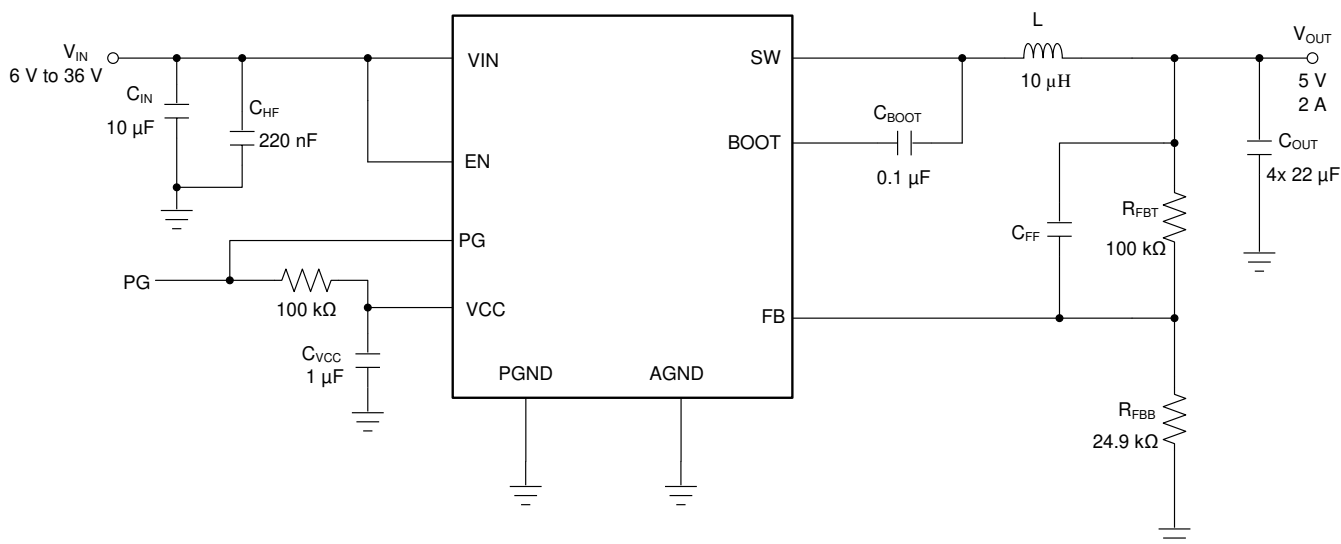 V_IN
6 V to 36 V
C_IN
10 µF
C_HF
220 nF
VIN
EN
PG
VCC
PGND
AGND
SW
BOOT
FB
PG
100 kΩ
C_VCC
1 µF
L
10 µH
C_BOOT
0.1 µF
V_OUT
5 V
2 A
C_OUT
4x 22 µF
C_FF
R_FBT
100 kΩ
R_FBB
24.9 kΩ